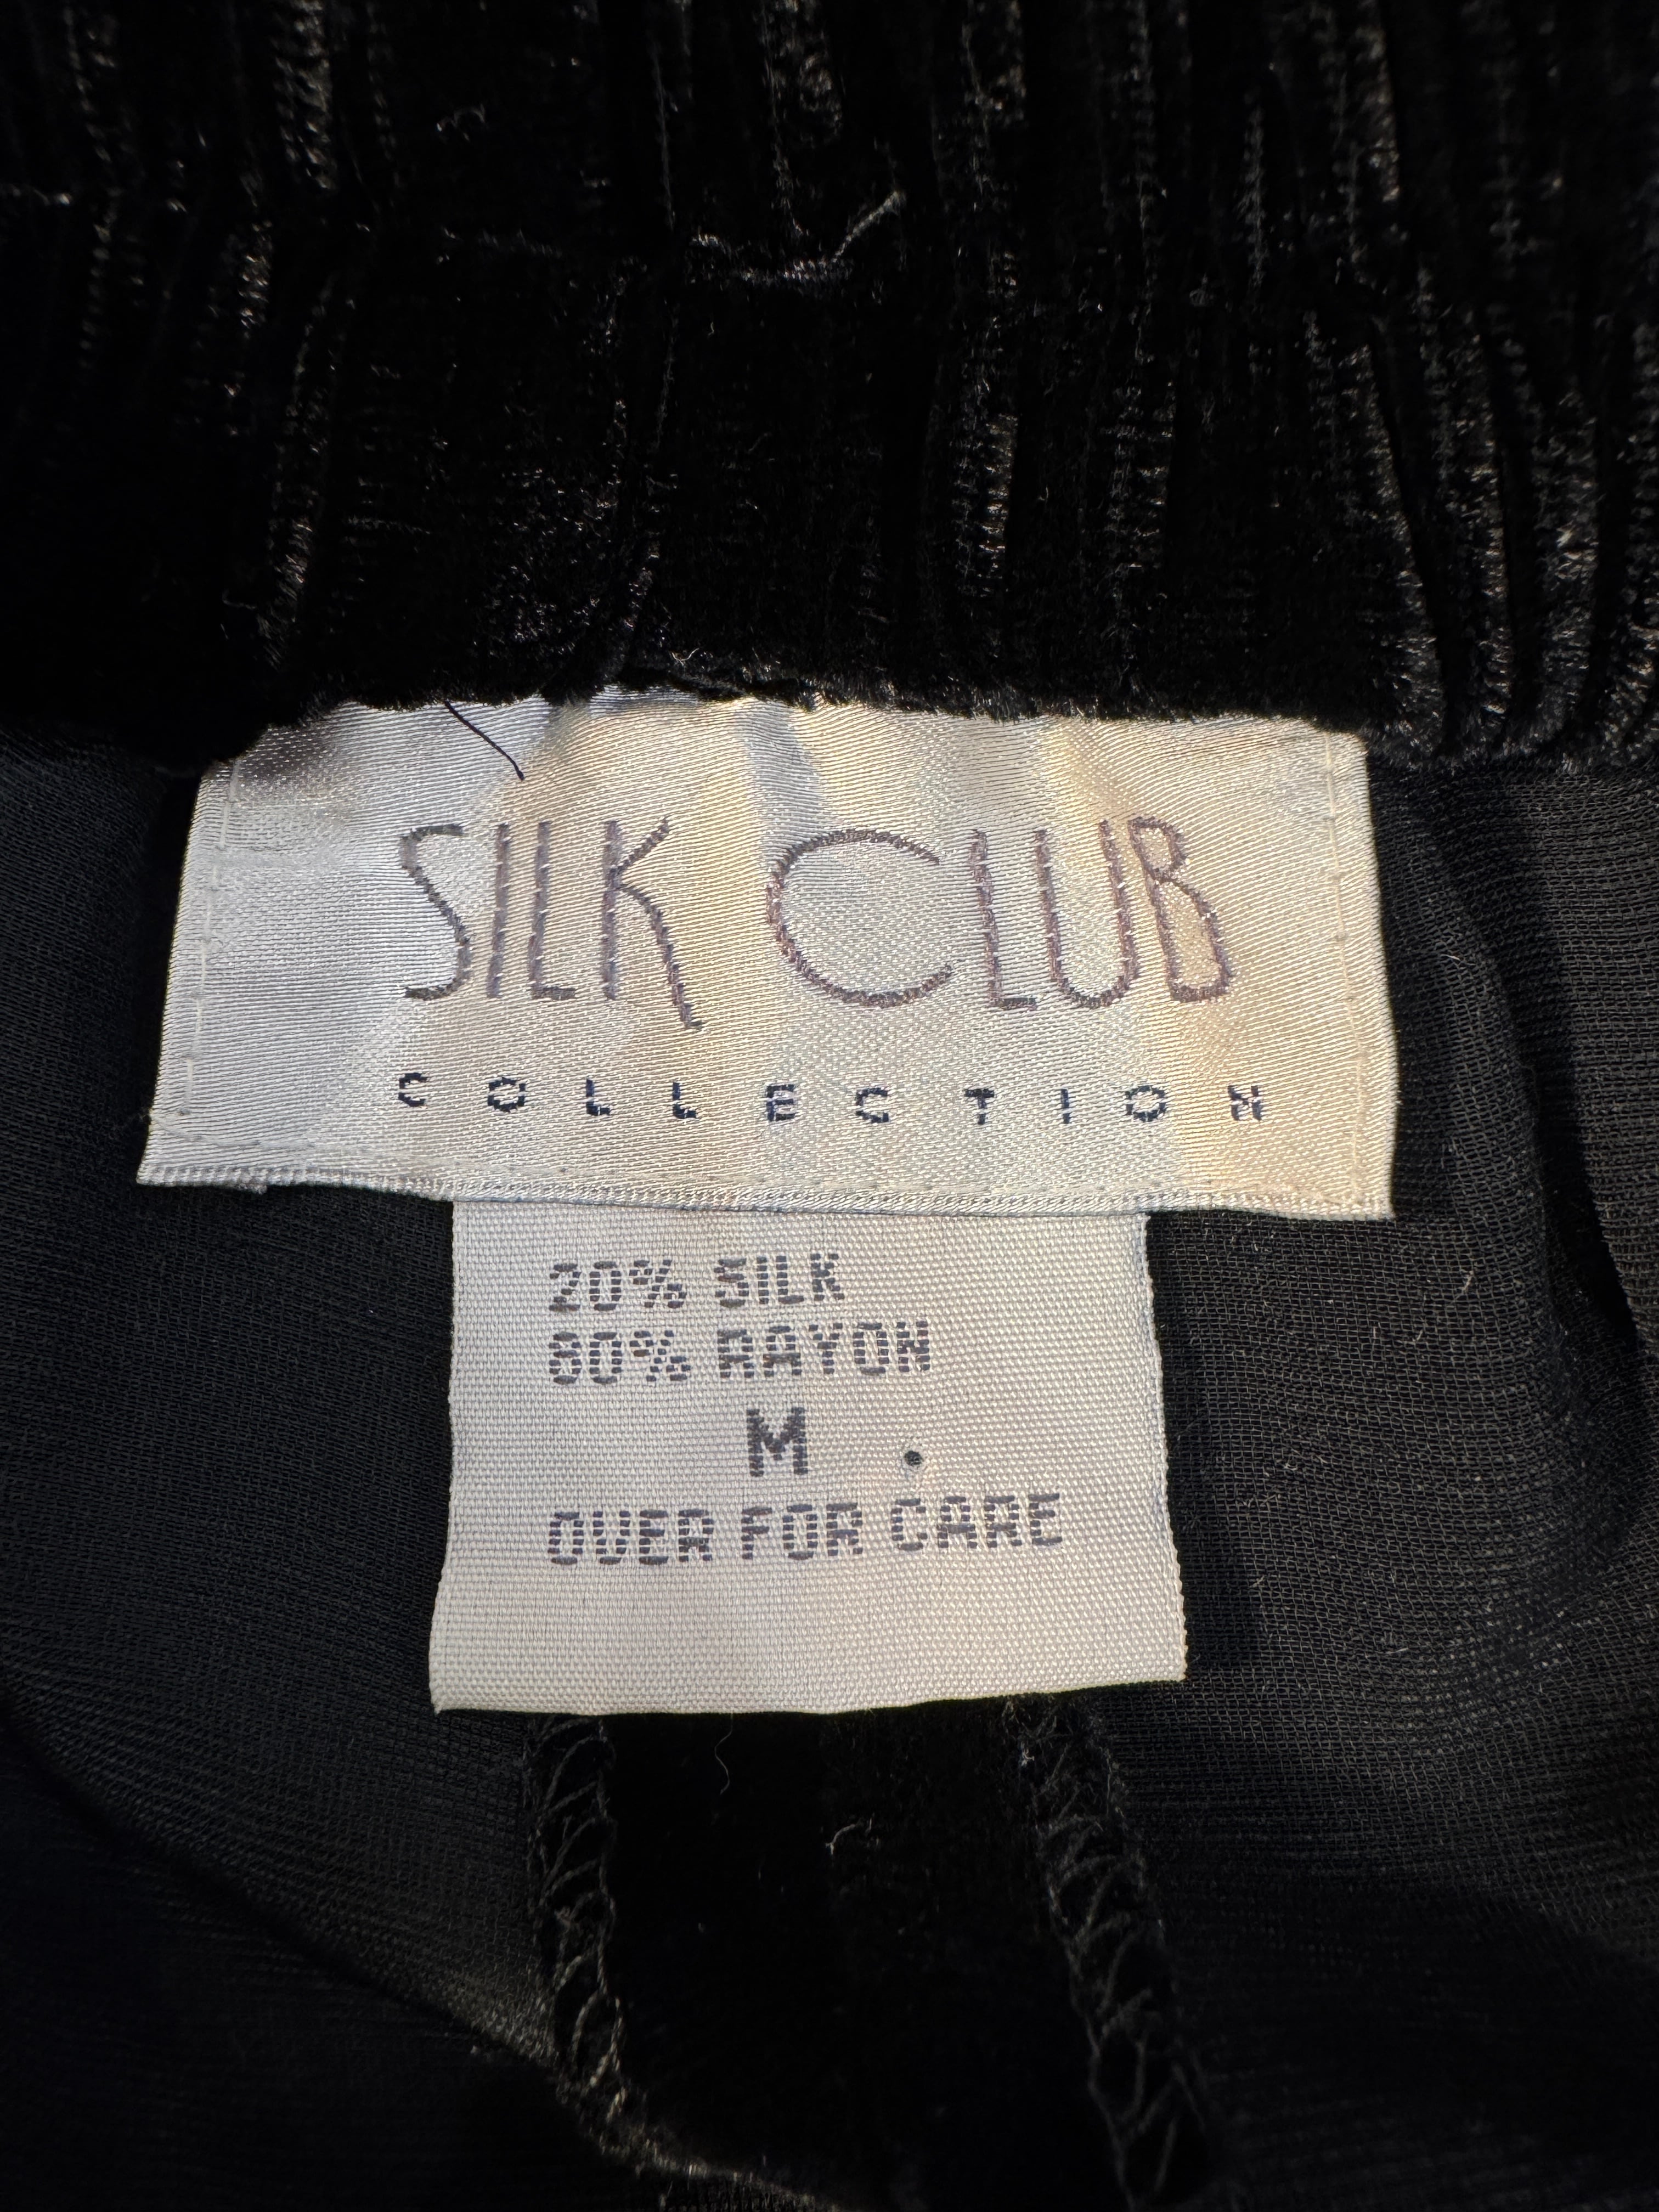 SILK CLUB
COLLECTION
20% SILK
80% RAYON
M
OVER FOR CARE